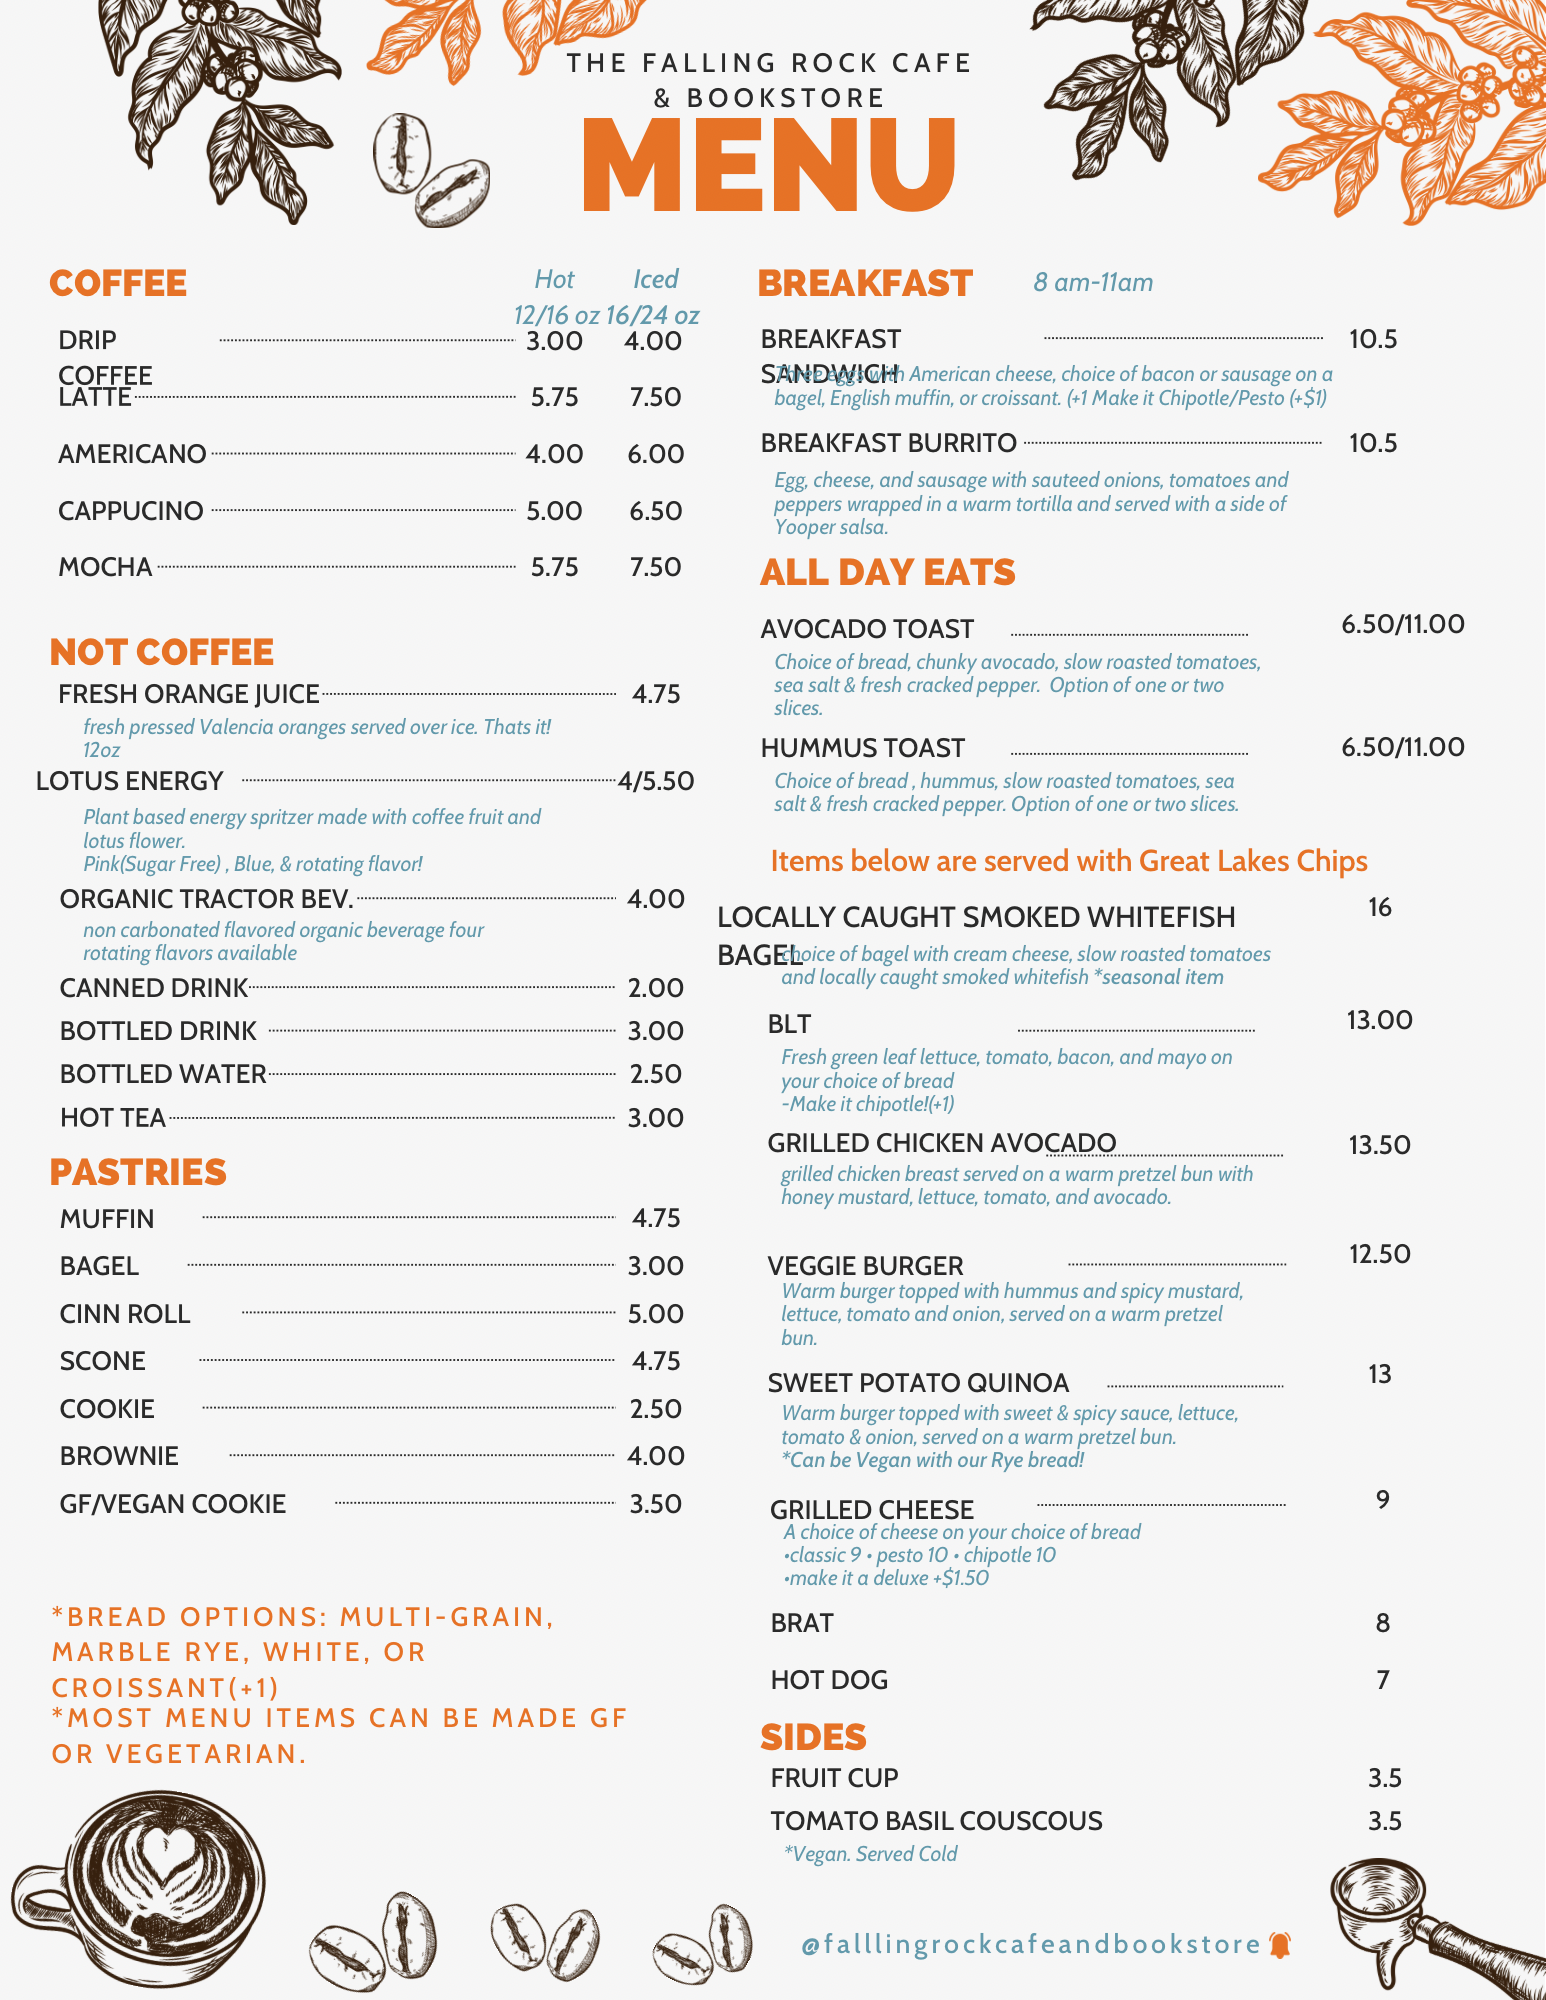 THE FALLING ROCK CAFE
& BOOKSTORE
MENU
COFFEE
Hot Iced
12/16 oz 16/24 oz
DRIP 3.00 4.00
COFFEE
LATTE 5.75 7.50
AMERICANO 4.00 6.00
CAPPUCINO 5.00 6.50
MOCHA 5.75 7.50
NOT COFFEE
FRESH ORANGE JUICE 4.75
fresh pressed Valencia oranges served over ice. Thats it!
12oz
LOTUS ENERGY 4/5.50
Plant based energy spritzer made with coffee fruit and
lotus flower.
Pink(Sugar Free) , Blue, & rotating flavor!
ORGANIC TRACTOR BEV. 4.00
non carbonated flavored organic beverage four
rotating flavors available
CANNED DRINK 2.00
BOTTLED DRINK 3.00
BOTTLED WATER 2.50
HOT TEA 3.00
PASTRIES
MUFFIN 4.75
BAGEL 3.00
CINN ROLL 5.00
SCONE 4.75
COOKIE 2.50
BROWNIE 4.00
GF/VEGAN COOKIE 3.50
*BREAD OPTIONS: MULTI-GRAIN,
MARBLE RYE, WHITE, OR
CROISSANT(+1)
*MOST MENU ITEMS CAN BE MADE GF
OR VEGETARIAN.
BREAKFAST 8 am-11am
BREAKFAST 10.5
SANDWICH
Three eggs with American cheese, choice of bacon or sausage on a
bagel, English muffin, or croissant. (+1 Make it Chipotle/Pesto (+$1)
BREAKFAST BURRITO 10.5
Egg, cheese, and sausage with sauteed onions, tomatoes and
peppers wrapped in a warm tortilla and served with a side of
Yooper salsa.
ALL DAY EATS
AVOCADO TOAST 6.50/11.00
Choice of bread, chunky avocado, slow roasted tomatoes,
sea salt & fresh cracked pepper. Option of one or two
slices.
HUMMUS TOAST 6.50/11.00
Choice of bread , hummus, slow roasted tomatoes, sea
salt & fresh cracked pepper. Option of one or two slices.
Items below are served with Great Lakes Chips
LOCALLY CAUGHT SMOKED WHITEFISH 16
BAGEL
choice of bagel with cream cheese, slow roasted tomatoes
and locally caught smoked whitefish *seasonal item
BLT 13.00
Fresh green leaf lettuce, tomato, bacon, and mayo on
your choice of bread
-Make it chipotle!(+1)
GRILLED CHICKEN AVOCADO 13.50
grilled chicken breast served on a warm pretzel bun with
honey mustard, lettuce, tomato, and avocado.
VEGGIE BURGER 12.50
Warm burger topped with hummus and spicy mustard,
lettuce, tomato and onion, served on a warm pretzel
bun.
SWEET POTATO QUINOA 13
Warm burger topped with sweet & spicy sauce, lettuce,
tomato & onion, served on a warm pretzel bun.
*Can be Vegan with our Rye bread!
GRILLED CHEESE 9
A choice of cheese on your choice of bread
•classic 9 • pesto 10 • chipotle 10
•make it a deluxe +$1.50
BRAT 8
HOT DOG 7
SIDES
FRUIT CUP 3.5
TOMATO BASIL COUSCOUS 3.5
*Vegan. Served Cold
@falllingrockcafeandbookstore